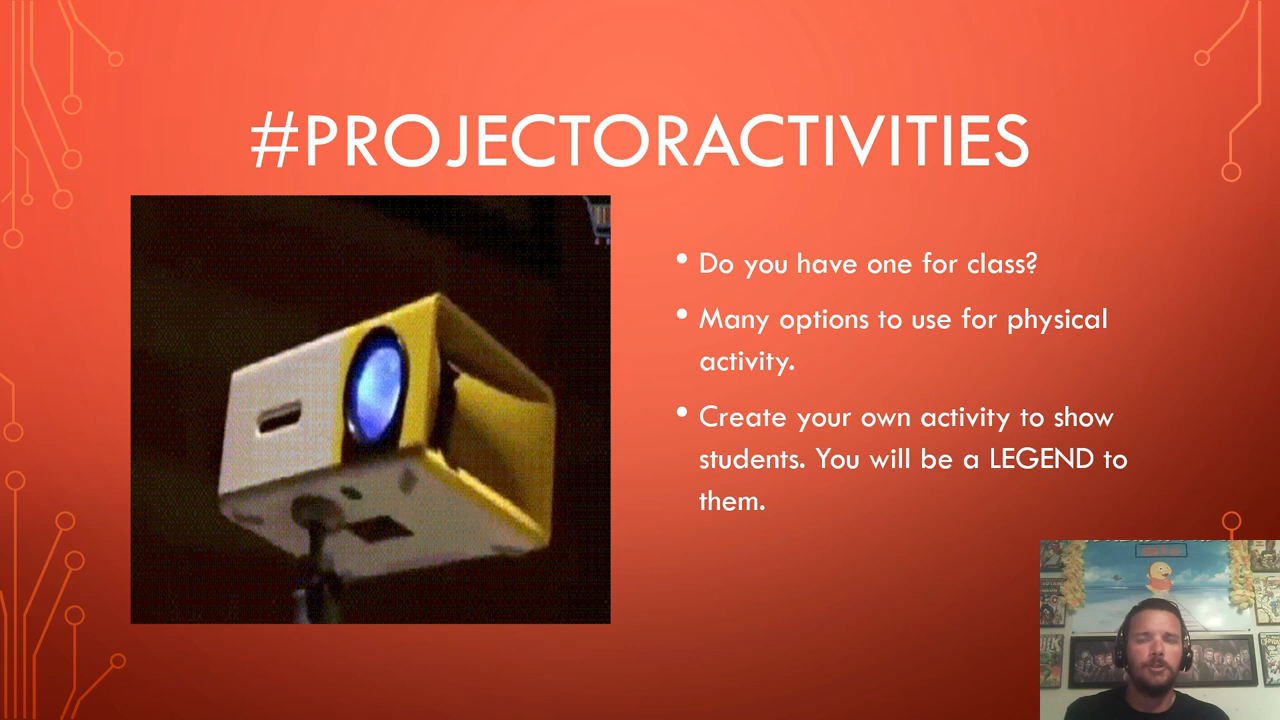 #PROJECTORACTIVITIES
• Do you have one for class?
• Many options to use for physical
activity.
• Create your own activity to show
students. You will be a LEGEND to
them.